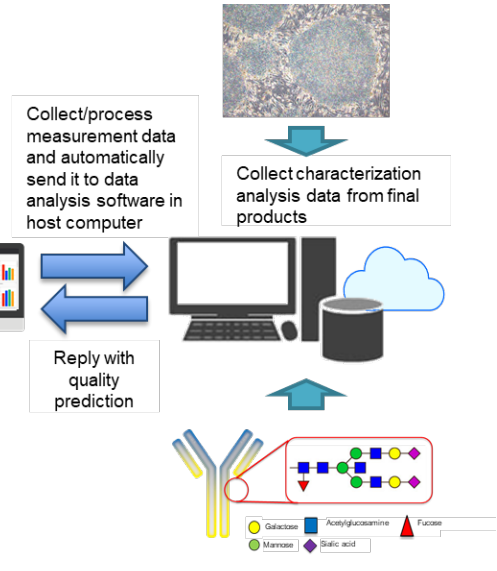 Collect/process
measurement data
and automatically
send it to data
analysis software in
host computer
Collect characterization
analysis data from final
products
Reply with
quality
prediction
Galactose
Acetylglucosamine
Fucose
Mannose
Sialic acid